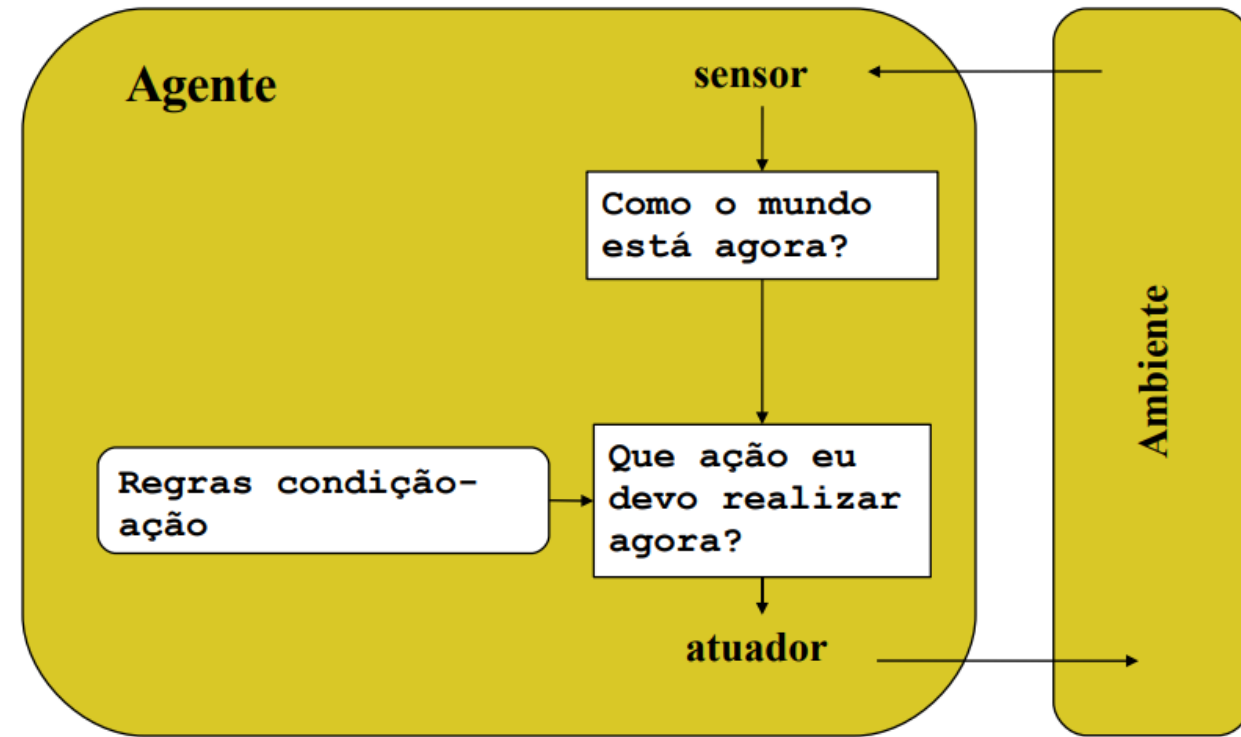 Agente
sensor
Como o mundo
está agora?
Regras condição-
ação
Que ação eu
devo realizar
agora?
atuador
Ambiente